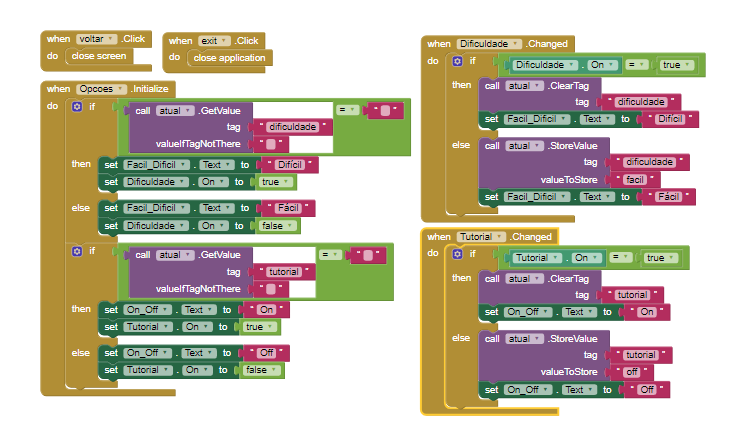 when voltar .Click
do close screen
when exit .Click
do close application
when Opcoes .Initialize
do if call atual .GetValue = " "
tag " dificuldade "
valueIfTagNotThere " "
then set Facil_Dificil . Text to " Difícil "
set Dificuldade . On to true
else set Facil_Dificil . Text to " Fácil "
set Dificuldade . On to false
if call atual .GetValue = " "
tag " tutorial "
valueIfTagNotThere " "
then set On_Off . Text to " On "
set Tutorial . On to true
else set On_Off . Text to " Off "
set Tutorial . On to false
when Dificuldade .Changed
do if Dificuldade . On = true
then call atual .ClearTag
tag " dificuldade "
set Facil_Dificil . Text to " Difícil "
else call atual .StoreValue
tag " dificuldade "
valueToStore " facil "
set Facil_Dificil . Text to " Fácil "
when Tutorial .Changed
do if Tutorial . On = true
then call atual .ClearTag
tag " tutorial "
set On_Off . Text to " On "
else call atual .StoreValue
tag " tutorial "
valueToStore " off "
set On_Off . Text to " Off "